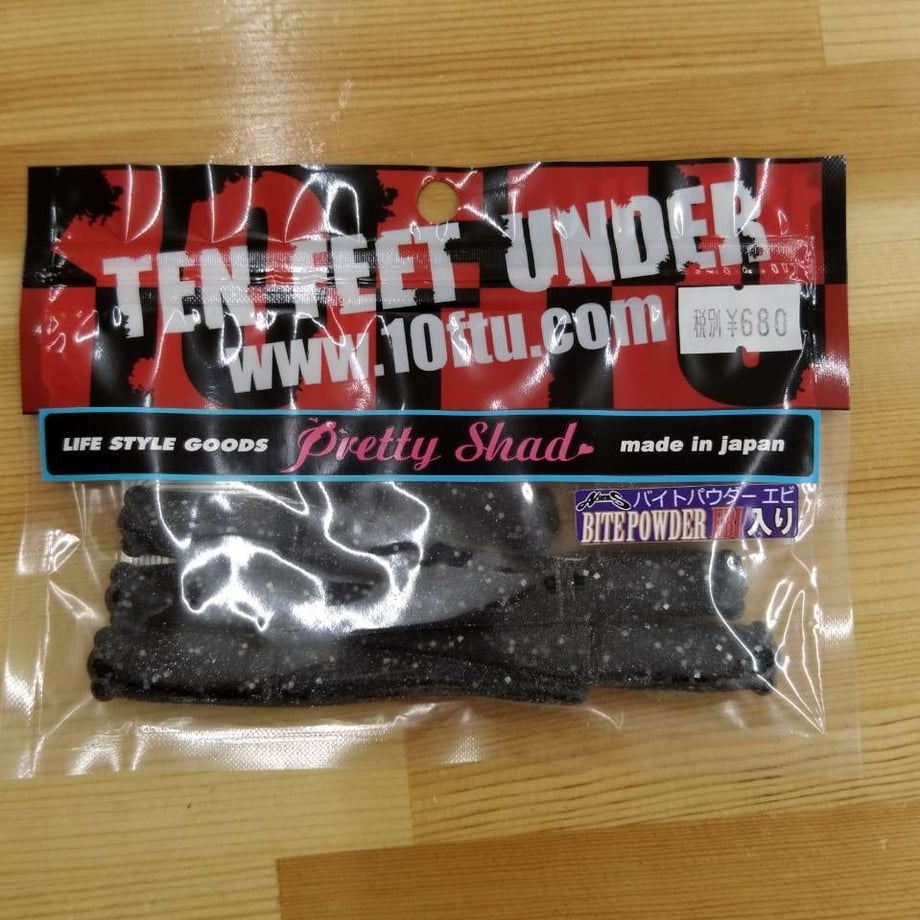 TEN FEET UNDER
www.10ftu.com
税別 ¥680
LIFE STYLE GOODS Pretty Shad made in japan
バイトパウダー エビ
BITE POWDER EBI 入り